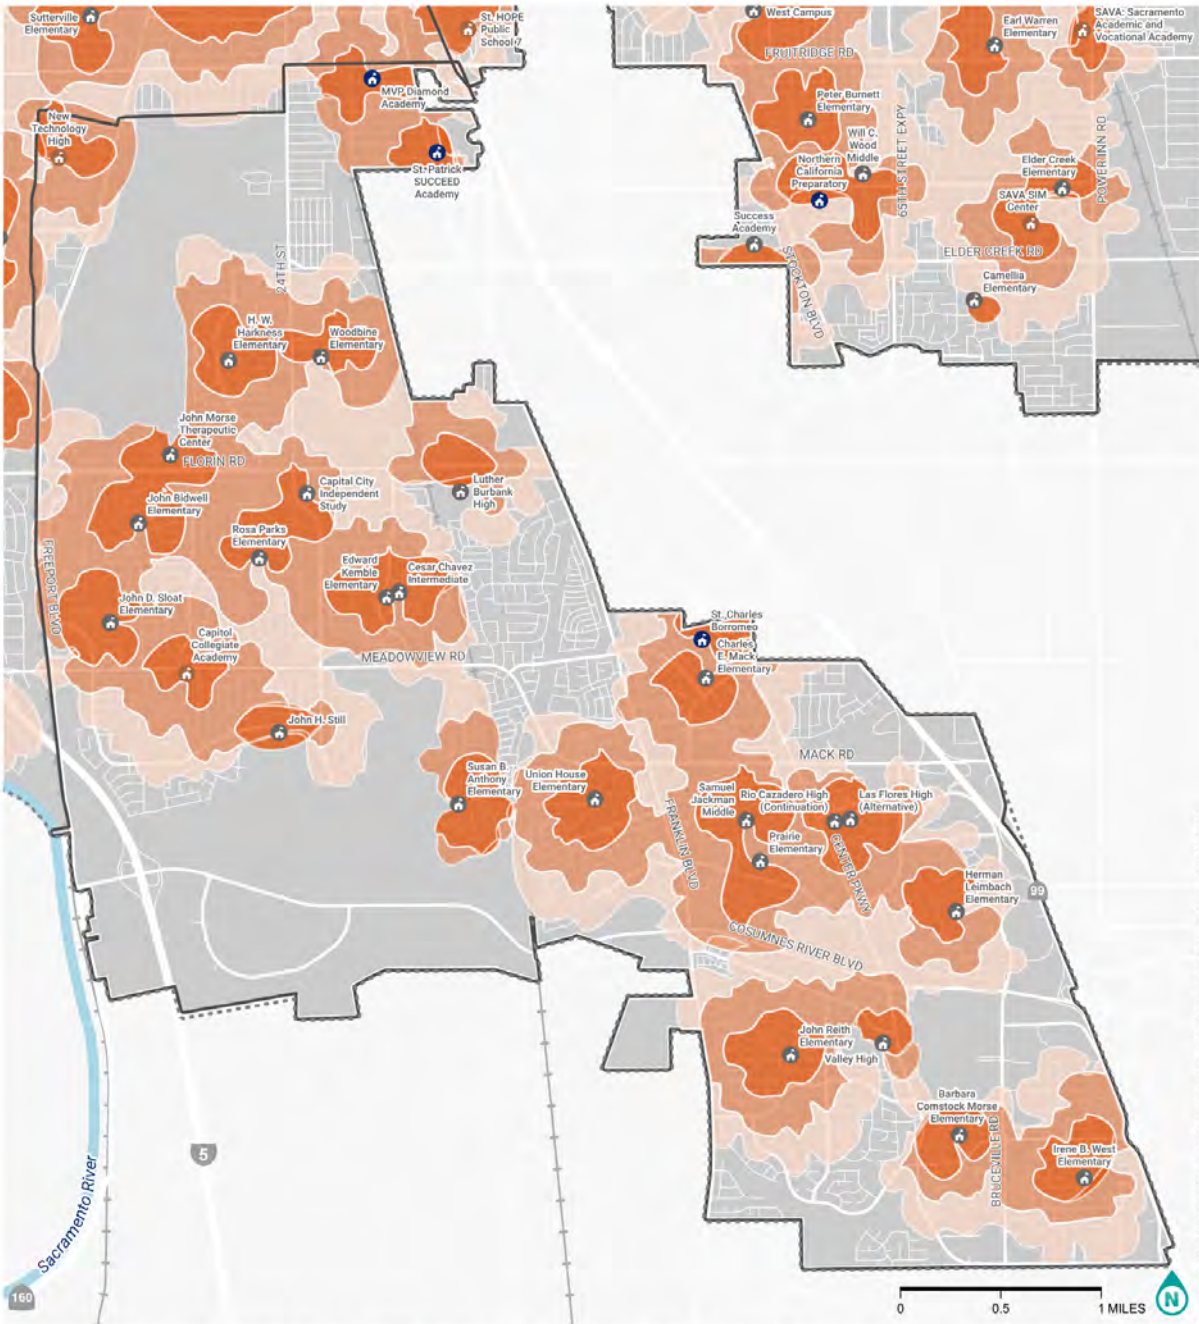 Sutterville
Elementary
St. HOPE
Public
School 7
West Campus
Earl Warren
Elementary
SAVA: Sacramento
Academic and
Vocational Academy
FRUITRIDGE RD
MVP Diamond
Academy
Peter Burnett
Elementary
New
Technology
High
Will C.
Wood
Middle
65TH STREET EXPY
POWER INN RD
St. Patrick
SUCCEED
Academy
Northern
California
Preparatory
Elder Creek
Elementary
SAVA SIM
Center
Success
Academy
ELDER CREEK RD
24TH ST
STOCKTON BLVD
Camellia
Elementary
H. W.
Harkness
Elementary
Woodbine
Elementary
John Morse
Therapeutic
Center
FLORIN RD
Capital City
Independent
Study
Luther
Burbank
High
John Bidwell
Elementary
Rosa Parks
Elementary
Edward
Kemble
Elementary
Cesar Chavez
Intermediate
FREEPORT BLVD
John D. Sloat
Elementary
Capitol
Collegiate
Academy
St. Charles
Borromeo
Charles
E. Mack
Elementary
MEADOWVIEW RD
John H. Still
MACK RD
Susan B.
Anthony
Elementary
Union House
Elementary
Samuel
Jackman
Middle
Rio Cazadero High
(Continuation)
Las Flores High
(Alternative)
FRANKLIN BLVD
Prairie
Elementary
CENTER PKWY
Herman
Leimbach
Elementary
99
COSUMNES RIVER BLVD
John Reith
Elementary
Valley High
Barbara
Comstock Morse
Elementary
BRUCEVILLE RD
Irene B. West
Elementary
5
Sacramento River
160
0 0.5 1 MILES
N